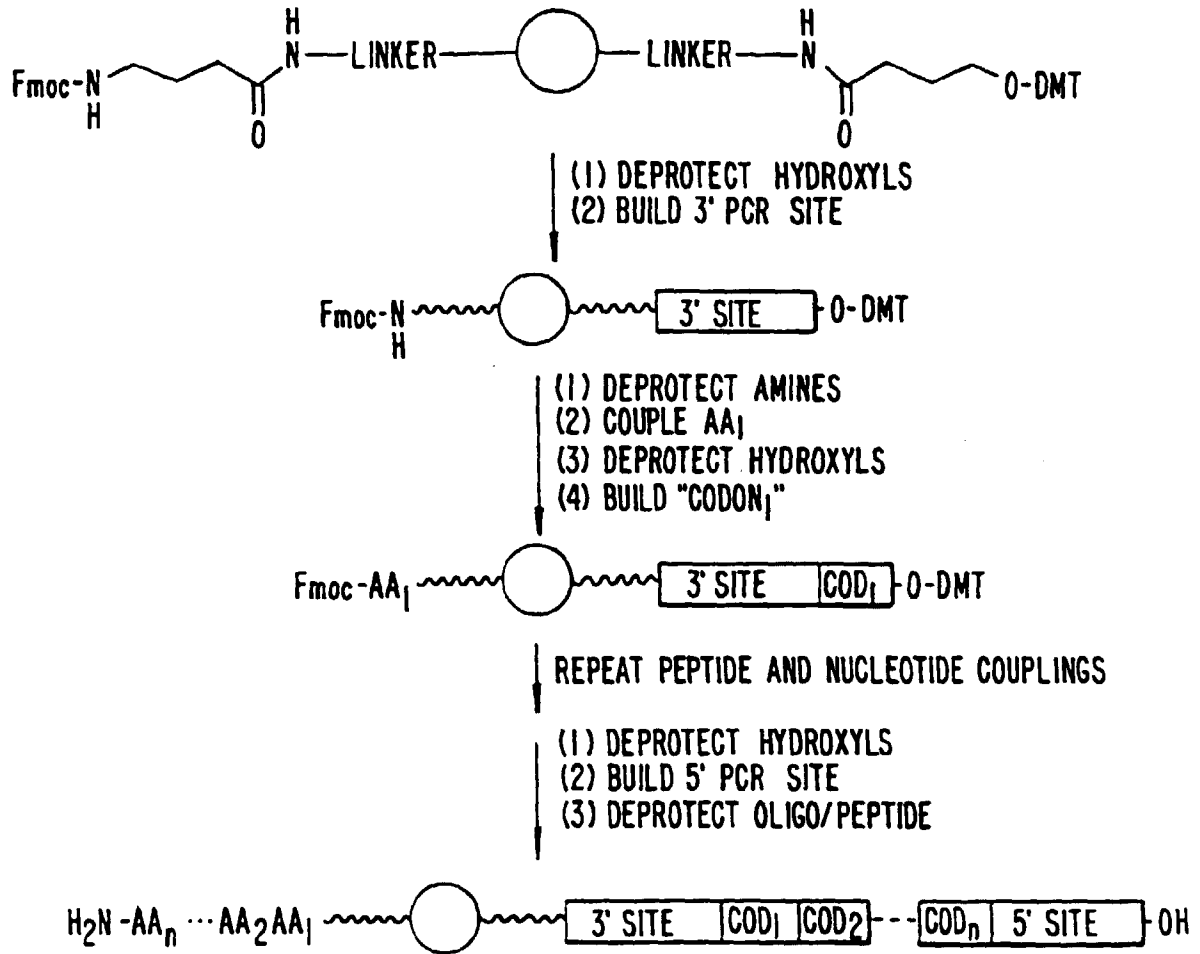 H H
Fmoc-N N—LINKER LINKER—N O-DMT
H O O
(1) DEPROTECT HYDROXYLS
(2) BUILD 3' PCR SITE
Fmoc-N 3' SITE O-DMT
H
(1) DEPROTECT AMINES
(2) COUPLE AA1
(3) DEPROTECT HYDROXYLS
(4) BUILD "CODON1"
Fmoc-AA1 3' SITE COD1 O-DMT
REPEAT PEPTIDE AND NUCLEOTIDE COUPLINGS
(1) DEPROTECT HYDROXYLS
(2) BUILD 5' PCR SITE
(3) DEPROTECT OLIGO/PEPTIDE
H2N-AAn ... AA2AA1 3' SITE COD1 COD2 --- CODn 5' SITE OH